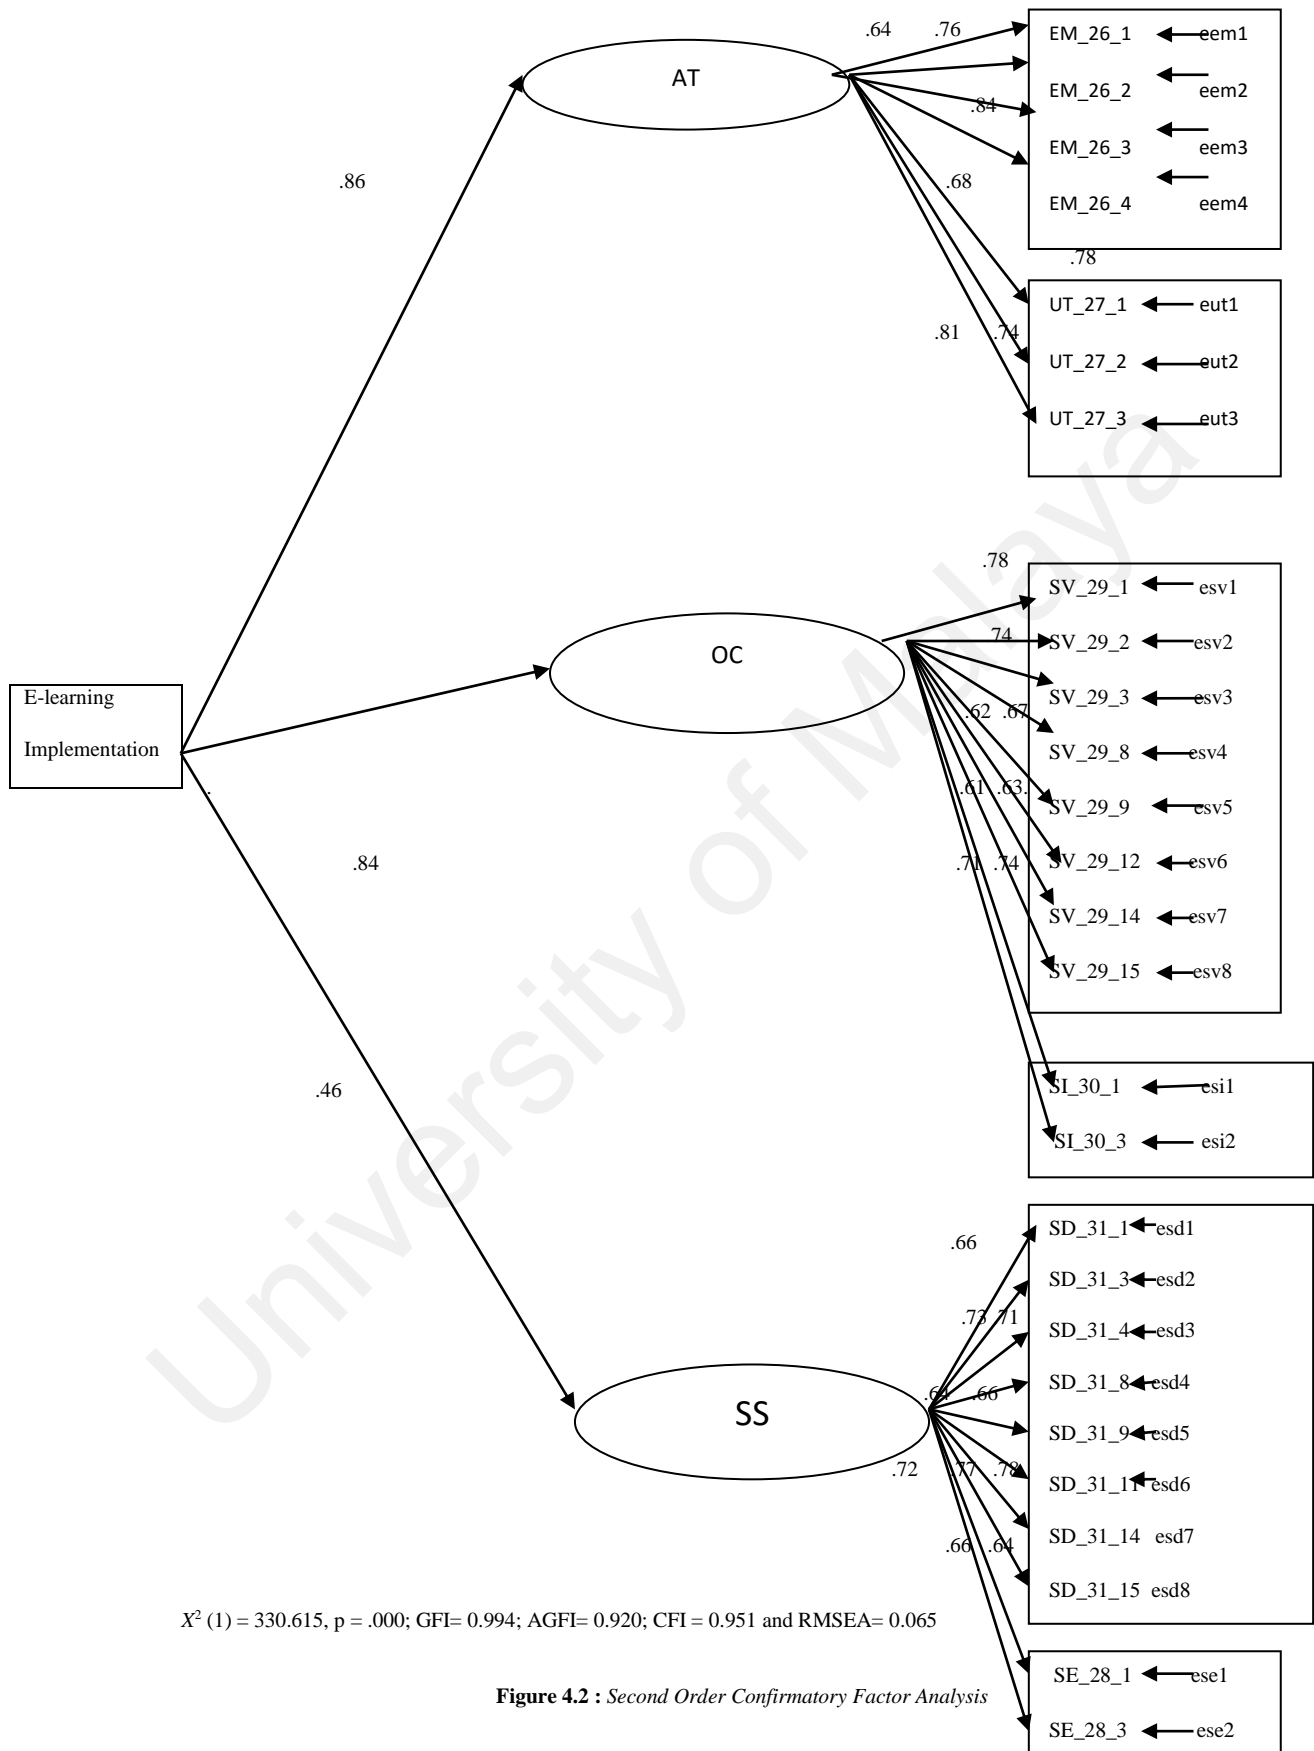 .64 .76 EM_26_1 eem1
AT
EM_26_2 eem2
.84
EM_26_3 eem3
.86 .68
EM_26_4 eem4
.78
UT_27_1 eut1
.81 .74
UT_27_2 eut2
UT_27_3 eut3
.78
SV_29_1 esv1
74 SV_29_2 esv2
OC
E-learning
Implementation
SV_29_3 esv3
.62 .67
SV_29_8 esv4
.61 .63.
SV_29_9 esv5
.
.84 .71 .74 SV_29_12 esv6
SV_29_14 esv7
SV_29_15 esv8
.46
SI_30_1 esi1
SI_30_3 esi2
.66 SD_31_1 esd1
SD_31_3 esd2
.73 .71
SD_31_4 esd3
.64 .66 SD_31_8 esd4
SS
SD_31_9 esd5
.72 .77 .78
SD_31_11 esd6
.66 .64 SD_31_14 esd7
SD_31_15 esd8
X² (1) = 330.615, p = .000; GFI= 0.994; AGFI= 0.920; CFI = 0.951 and RMSEA= 0.065
SE_28_1 ese1
Figure 4.2 : Second Order Confirmatory Factor Analysis
SE_28_3 ese2
University of Malaya